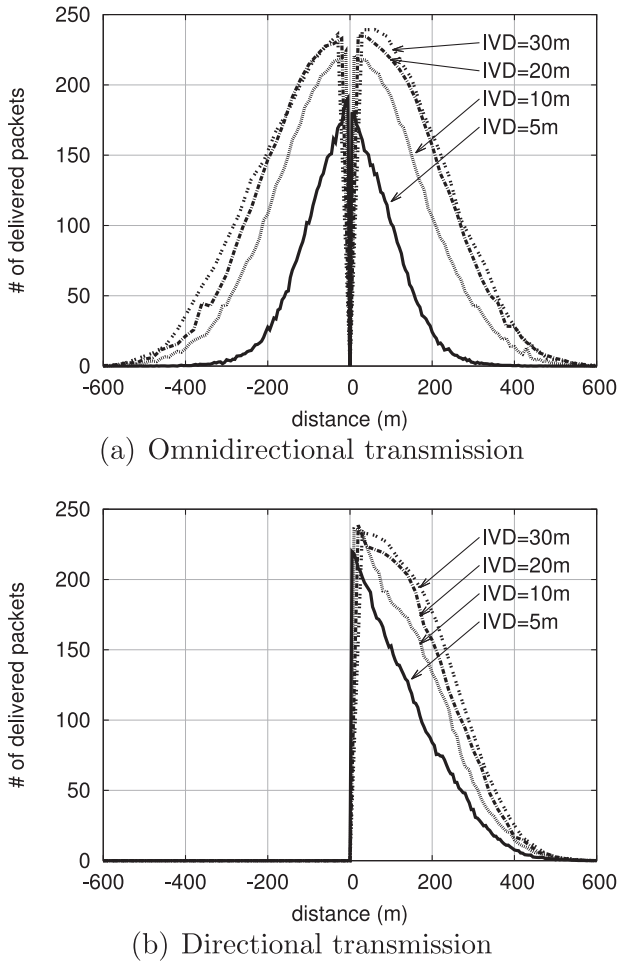 250
200
150
100
50
0
# of delivered packets
IVD=30m
IVD=20m
IVD=10m
IVD=5m
-600 -400 -200 0 200 400 600
distance (m)
(a) Omnidirectional transmission
250
200
150
100
50
0
# of delivered packets
IVD=30m
IVD=20m
IVD=10m
IVD=5m
-600 -400 -200 0 200 400 600
distance (m)
(b) Directional transmission